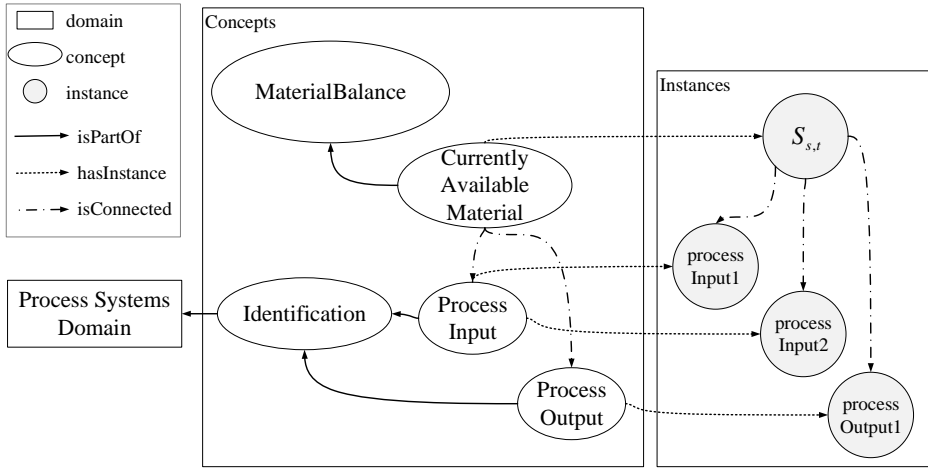 domain
concept
instance
isPartOf
hasInstance
isConnected
Concepts
MaterialBalance
Currently
Available
Material
Process Systems
Domain
Identification
Process
Input
Process
Output
Instances
S_{s,t}
process
Input1
process
Input2
process
Output1